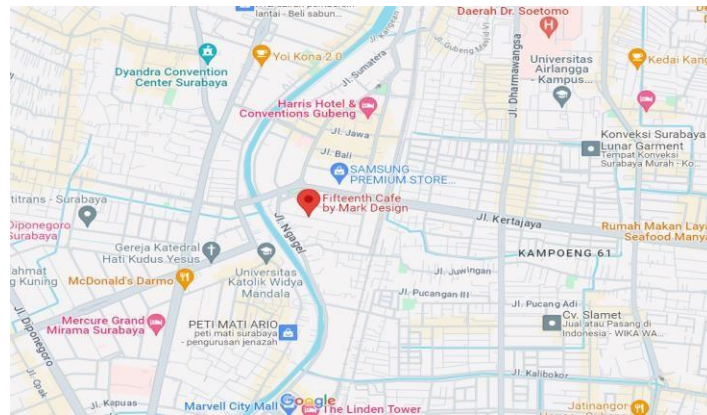 lantai - Beli sabun...
Daerah Dr. Soetomo
Yoi Kona 2.0
Jl. Sumatera
Jl. Gubeng Masjid
Dyandra Convention
Center Surabaya
Universitas
Airlangga
- Kampus...
Kedai Kang
Jl. Dharmawangsa
Harris Hotel &
Conventions Gubeng
Jl. Jawa
Jl. Bali
Konveksi Surabaya
Lunar Garment
Tempat Konveksi
Surabaya Murah - Ko...
SAMSUNG
PREMIUM STORE...
Fifteenth Cafe
by Mark Design
titrans - Surabaya
Diponegoro
Surabaya
Jl. Ngagel
Jl. Kertajaya
Rumah Makan Laya
Seafood Manya
Gereja Katedral
Hati Kudus Yesus
KAMPOENG 61
ahmat
g Kuning
McDonald's Darmo
Universitas
Katolik Widya
Mandala
Jl. Juwingan
Jl. Pucangan III
Jl. Pucang Adi
Mercure Grand
Mirama Surabaya
PETI MATI ARIO
peti mati surabaya
- pengurusan jenazah
Cv. Slamet
Jual atau Pasang di
Indonesia - WIKA WA...
Jl. Diponegoro
Jl. Opak
Jl. Kapuas
Jl. Kalibokor
Google
Marvell City Mall
The Linden Tower
Jatinangor